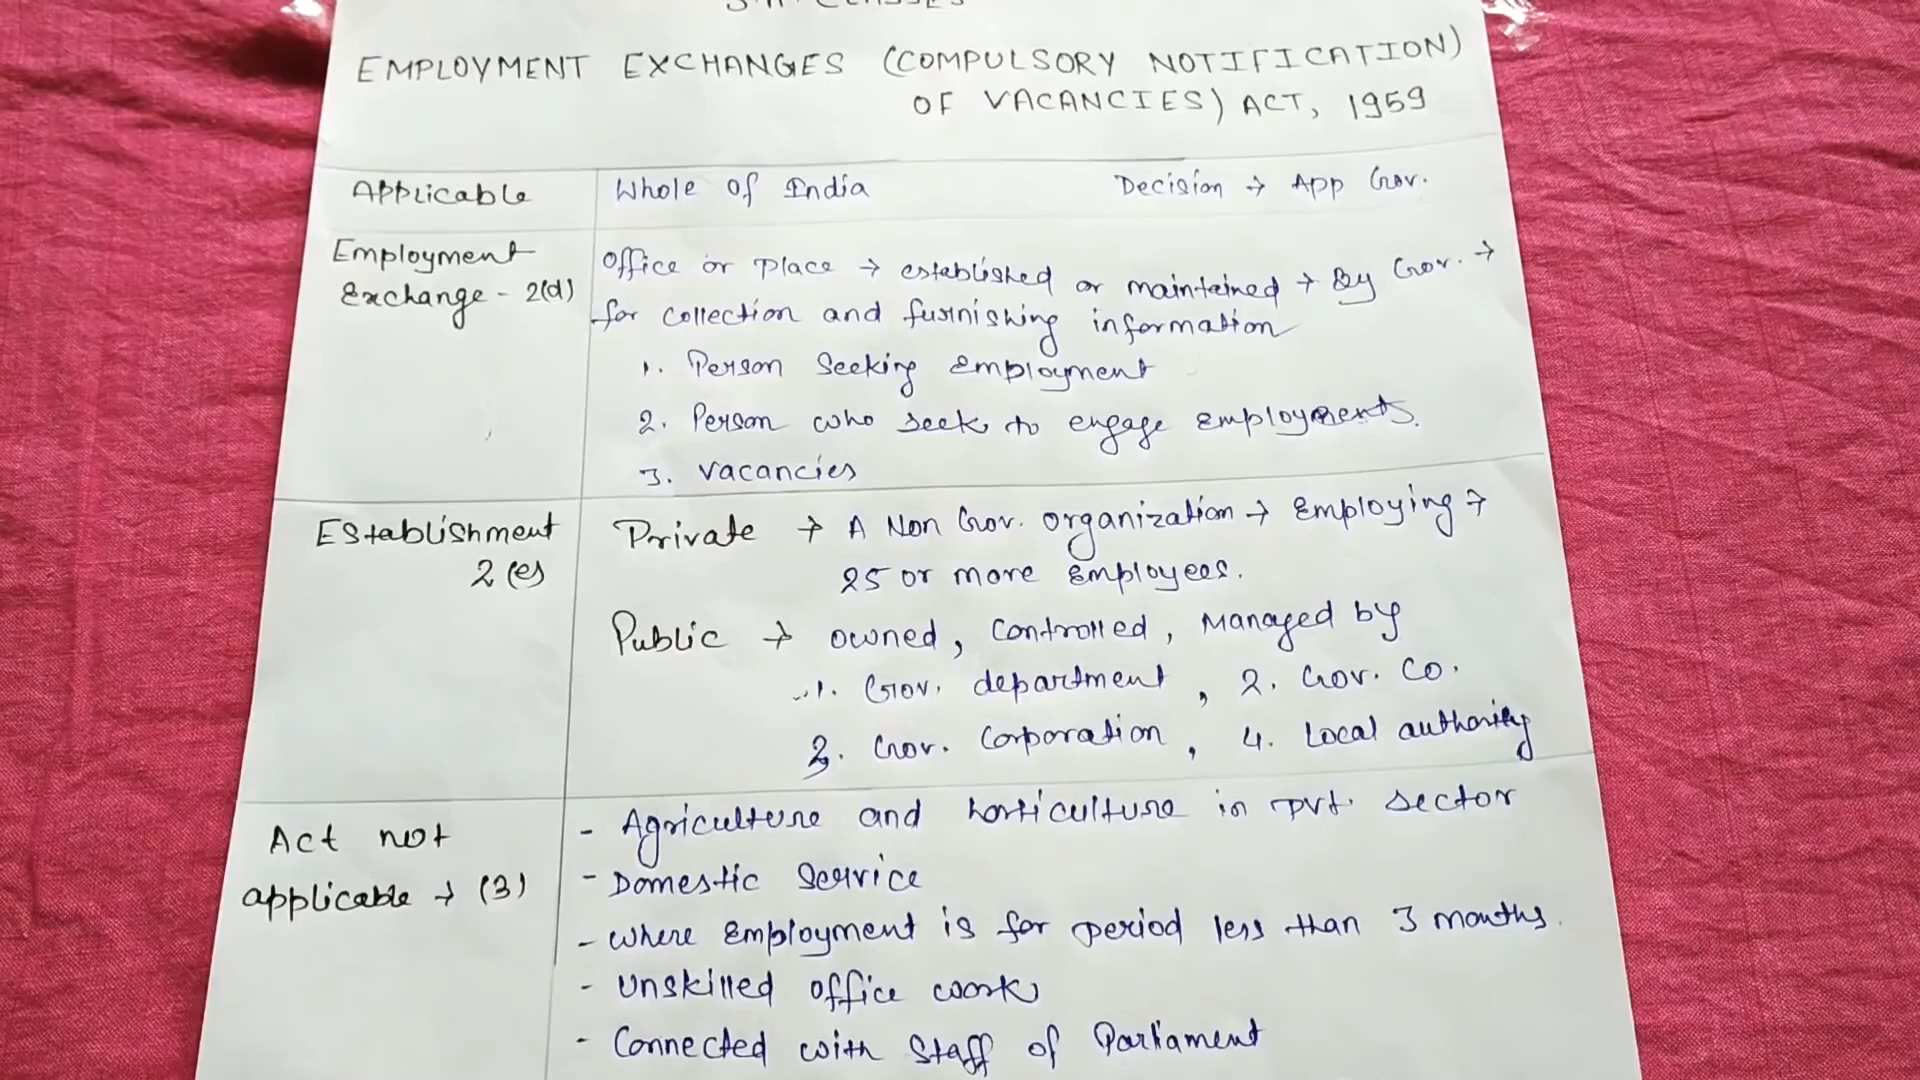 EMPLOYMENT EXCHANGES (COMPULSORY NOTIFICATION)
OF VACANCIES) ACT, 1959
Applicable
Whole of India
Decision → App Gov.
Employment
Exchange - 2(d)
Office or place → established or maintained → By Gov. →
for collection and furnishing information
1. Person Seeking Employment
2. Person who seek to engage employments.
3. Vacancies
Establishment
2(e)
Private → A Non Gov. organization → Employing →
25 or more Employees.
Public → owned, controlled, Managed by
1. Gov. department, 2. Gov. Co.
3. Gov. Corporation, 4. Local authority
Act not
applicable → (3)
- Agriculture and horticulture in pvt. sector
- Domestic Service
- where Employment is for period less than 3 months.
- Unskilled office work
- Connected with Staff of Parliament